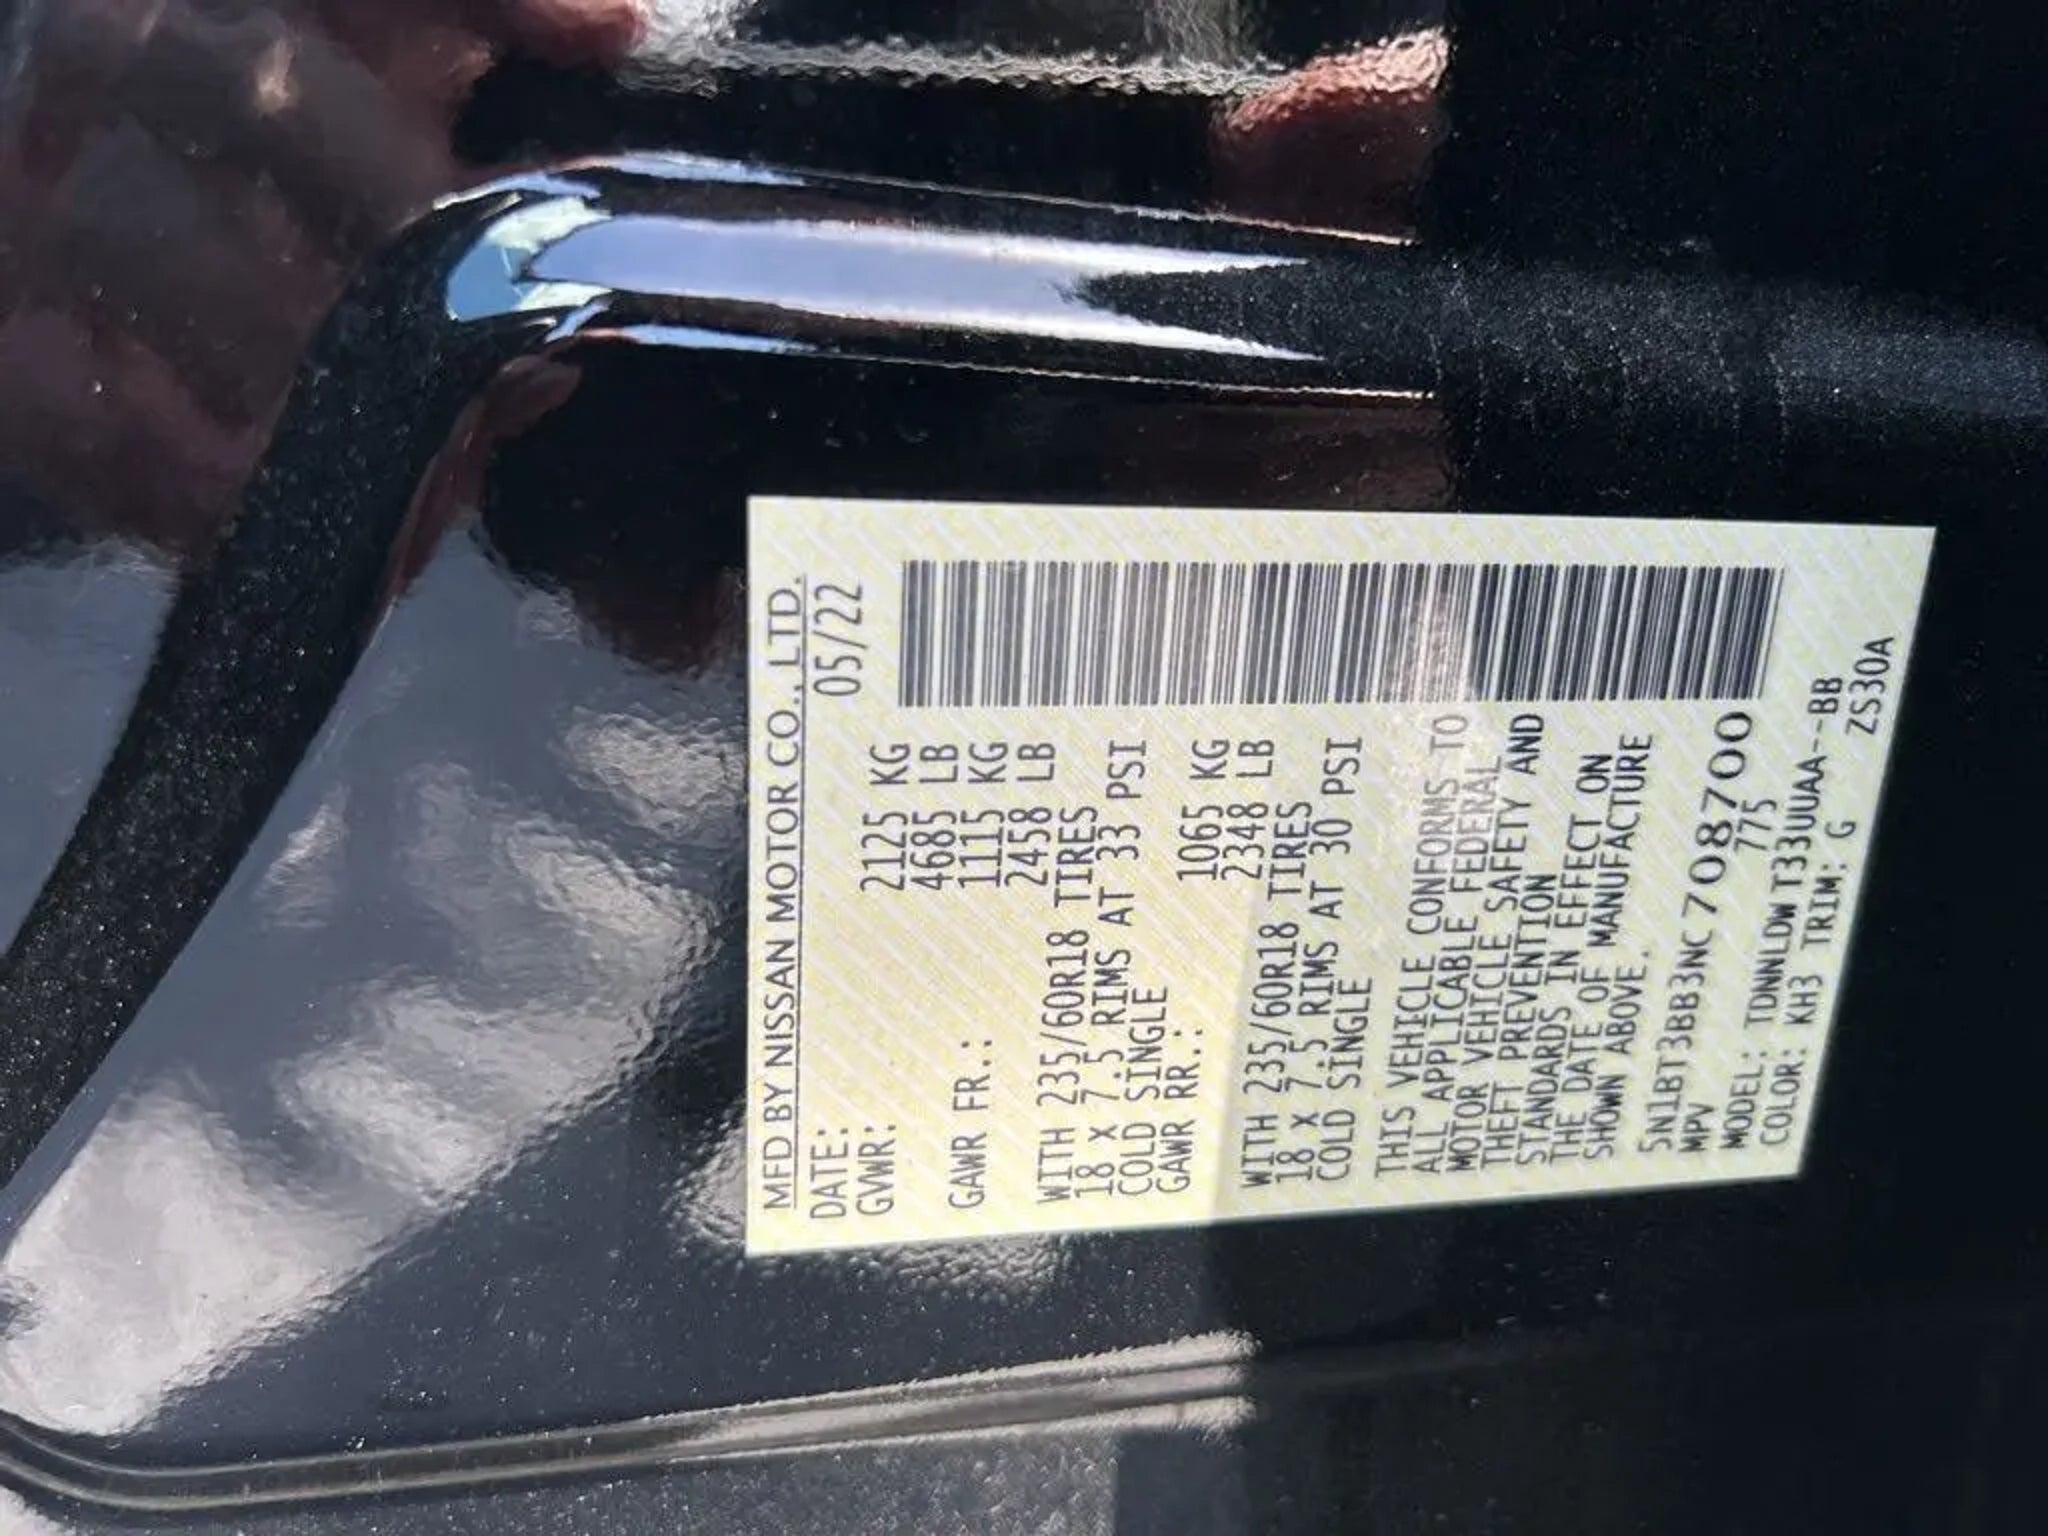 MFD BY NISSAN MOTOR CO., LTD.
DATE: 05/22
GVWR: 2125 KG
4685 LB
GAWR FR.: 1115 KG
2458 LB
WITH 235/60R18 TIRES
18 X 7.5 RIMS AT 33 PSI
COLD SINGLE
GAWR RR.: 1065 KG
2348 LB
WITH 235/60R18 TIRES
18 X 7.5 RIMS AT 30 PSI
COLD SINGLE
THIS VEHICLE CONFORMS TO
ALL APPLICABLE FEDERAL
MOTOR VEHICLE SAFETY AND
THEFT PREVENTION
STANDARDS IN EFFECT ON
THE DATE OF MANUFACTURE
SHOWN ABOVE.
5N1BT3BB3NC708700
MPV 775
MODEL: TDNNLDW T33UUAA--BB
COLOR: KH3 TRIM: G
ZS30A